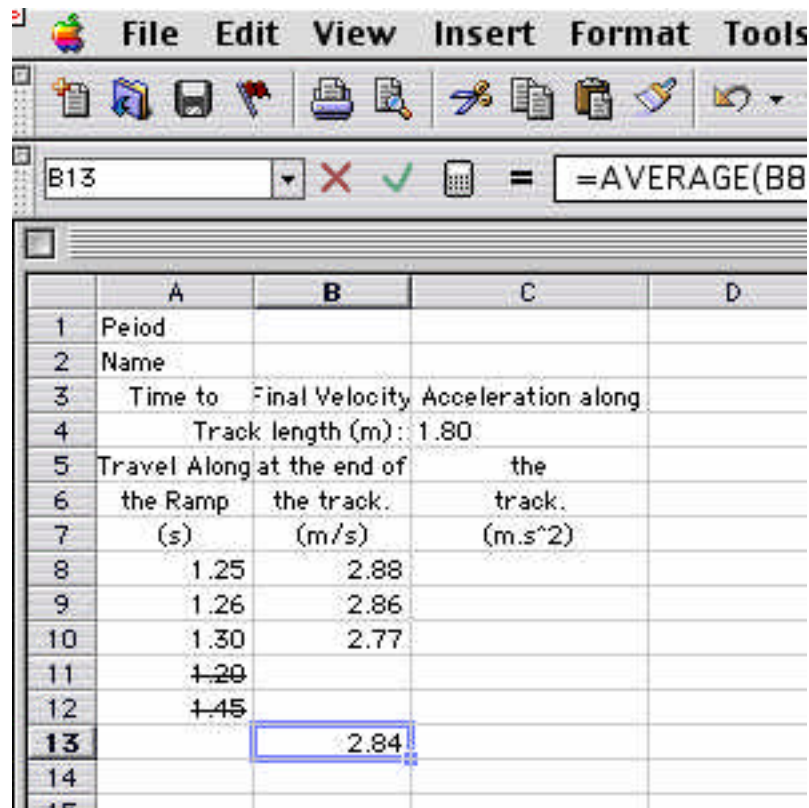 File Edit View Insert Format Tools
B13 = =AVERAGE(B8
A B C D
1 Peiod
2 Name
3 Time to Final Velocity Acceleration along
4 Track length (m): 1.80
5 Travel Along at the end of the
6 the Ramp the track. track.
7 (s) (m/s) (m.s^2)
8 1.25 2.88
9 1.26 2.86
10 1.30 2.77
11 1.20
12 1.45
13 2.84
14
15